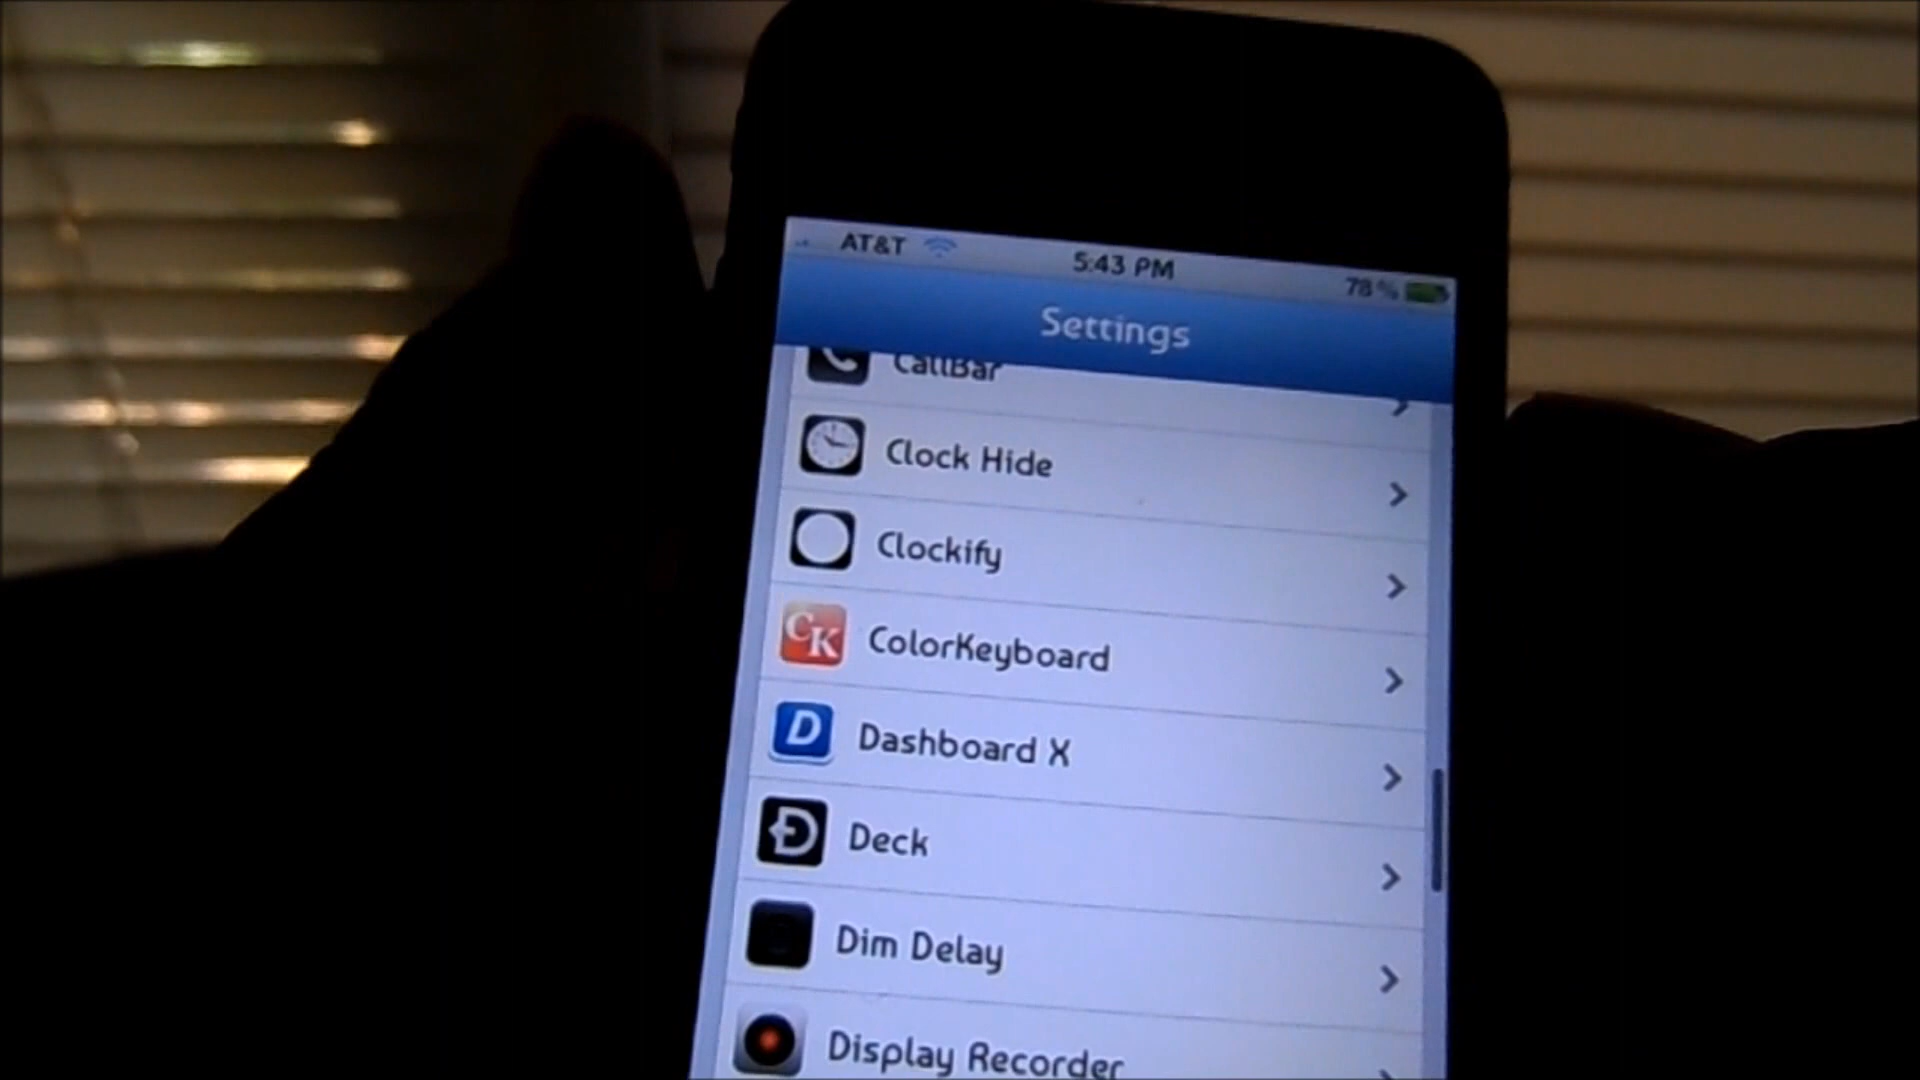 AT&T 5:43 PM 78%
Settings
CallBar
Clock Hide
Clockify
CK ColorKeyboard
D Dashboard X
D Deck
Dim Delay
Display Recorder